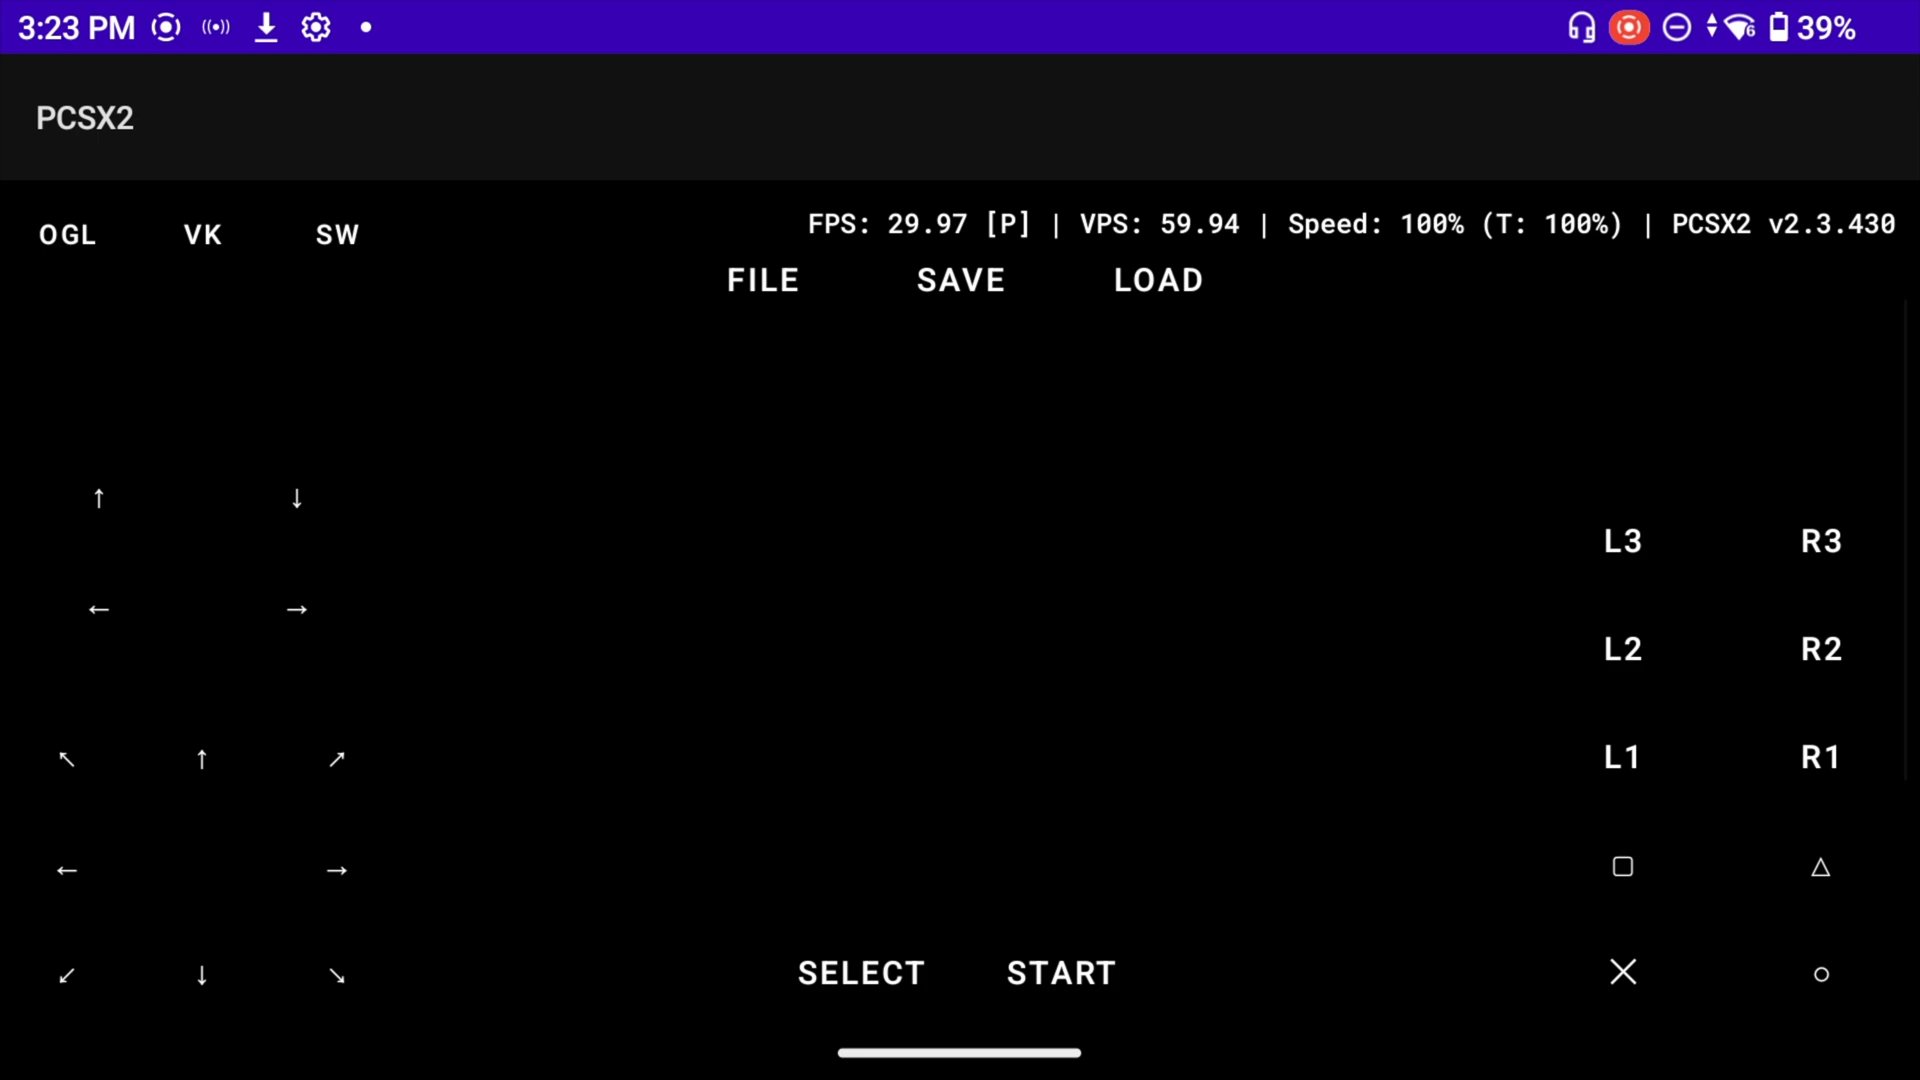 3:23 PM 39%
PCSX2
FPS: 29.97 [P] | VPS: 59.94 | Speed: 100% (T: 100%) | PCSX2 v2.3.430
OGL VK SW
FILE SAVE LOAD
↑ ↓
L3 R3
← →
L2 R2
↖ ↑ ↗
L1 R1
← →
□ △
↙ ↓ ↘
SELECT START
✕ ○